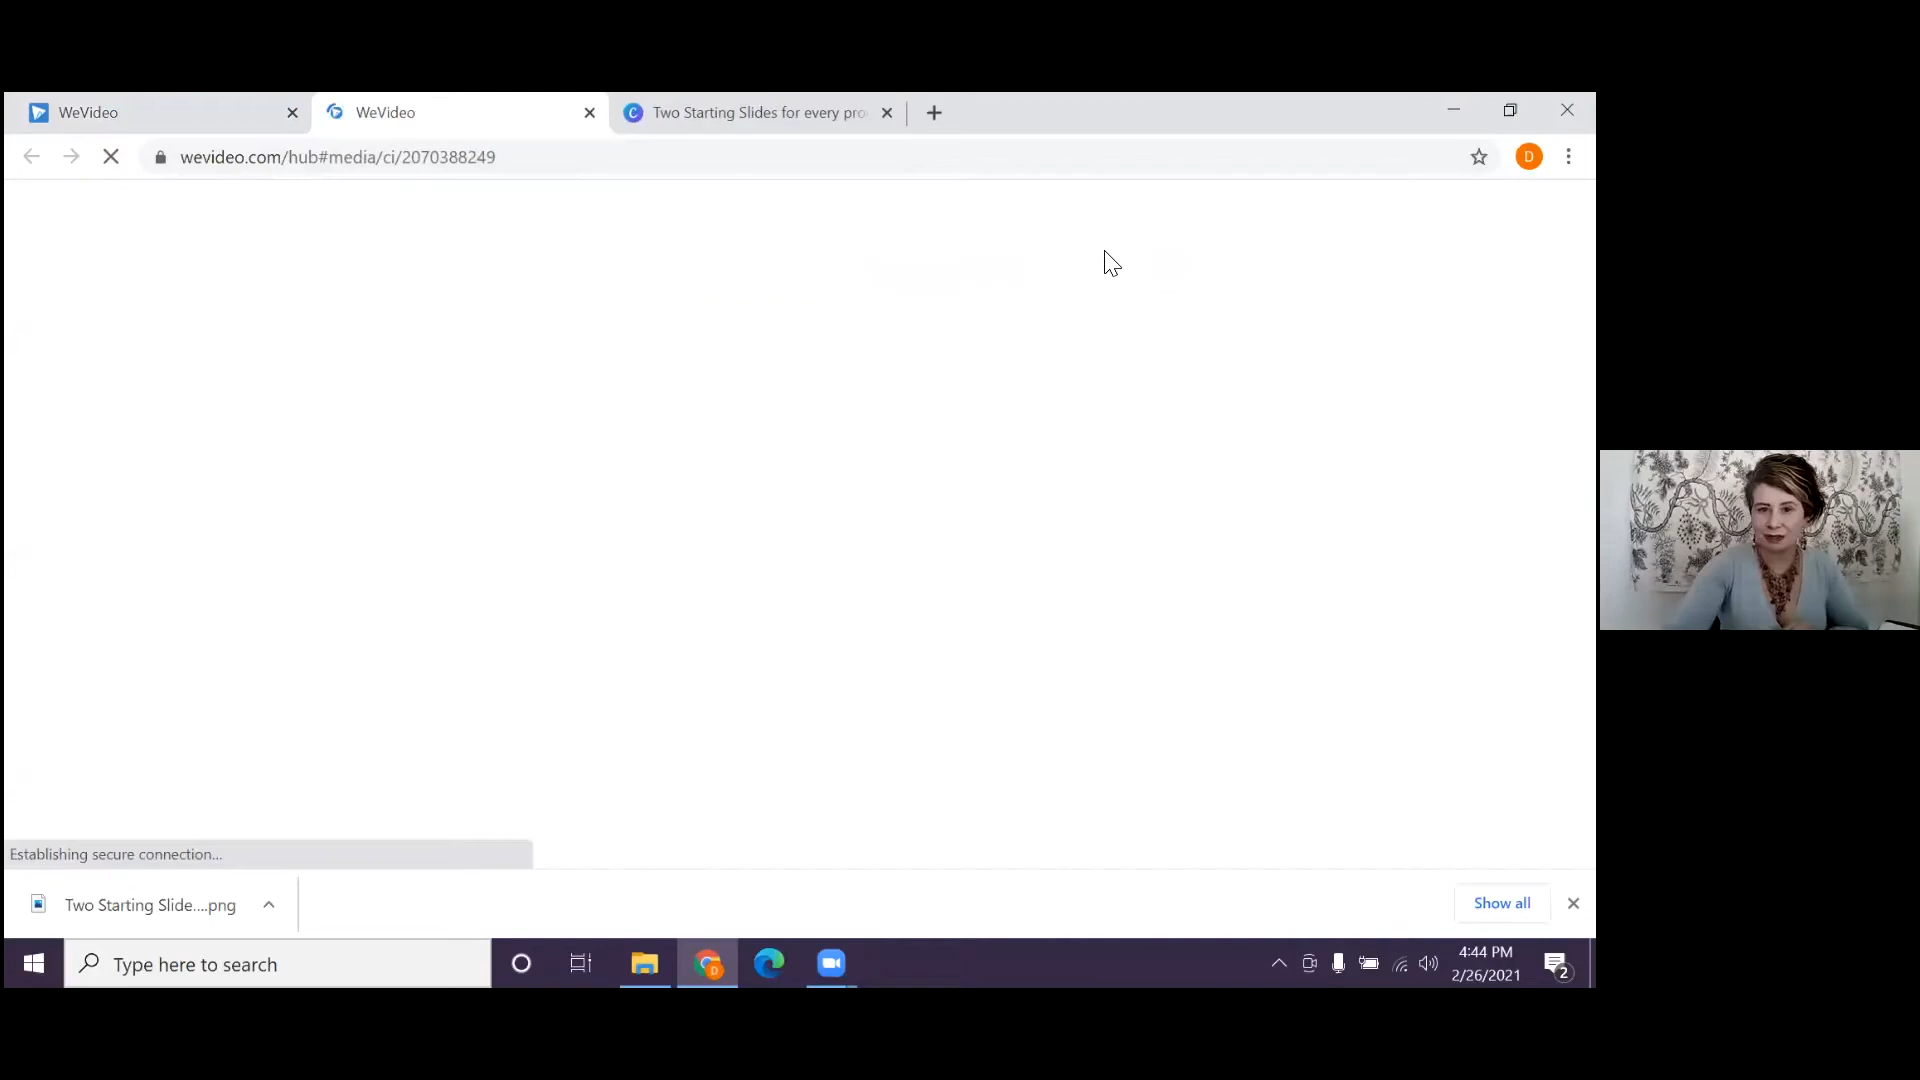 WeVideo
WeVideo
Two Starting Slides for every pro
wevideo.com/hub#media/ci/2070388249
D
Establishing secure connection...
Two Starting Slide....png
Show all
Type here to search
D
4:44 PM
2/26/2021
2